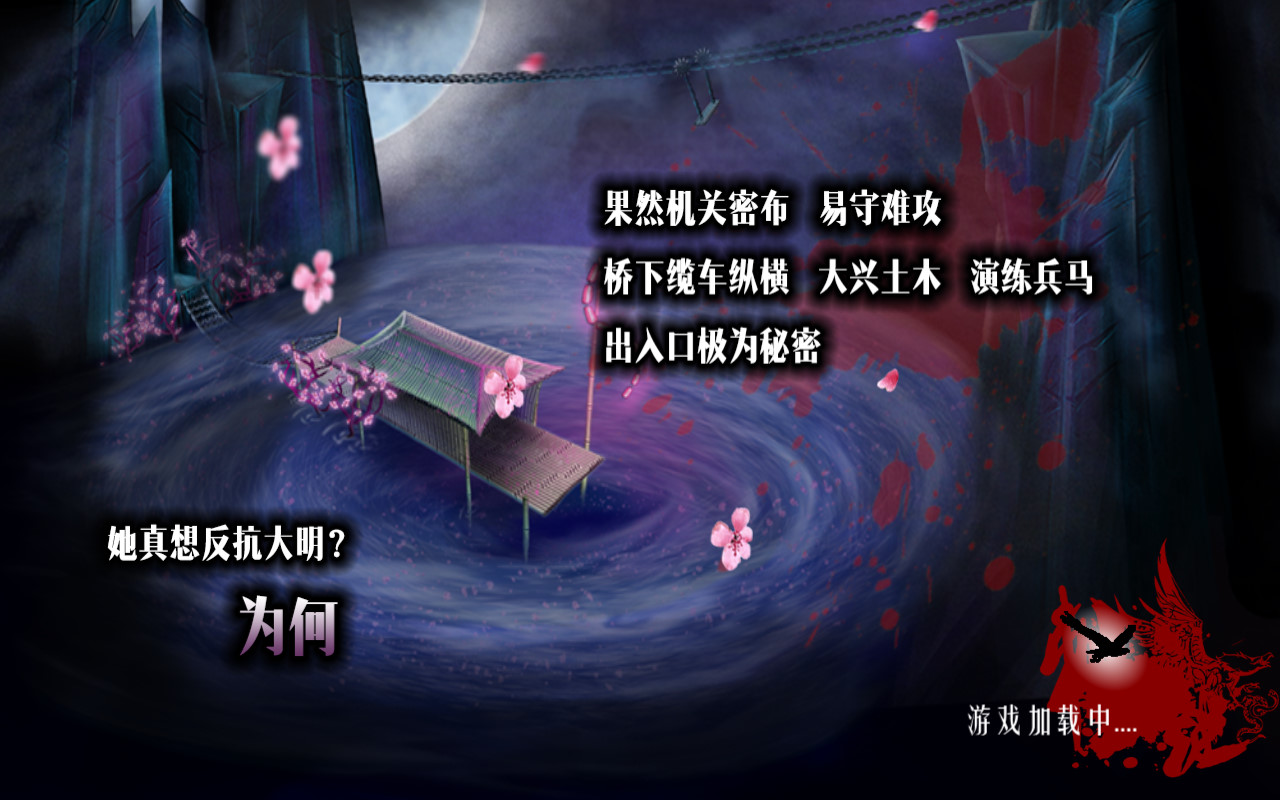 果然机关密布 易守难攻
桥下缆车纵横 大兴土木 演练兵马
出入口极为秘密
她真想反抗大明？
为何
游戏加载中....